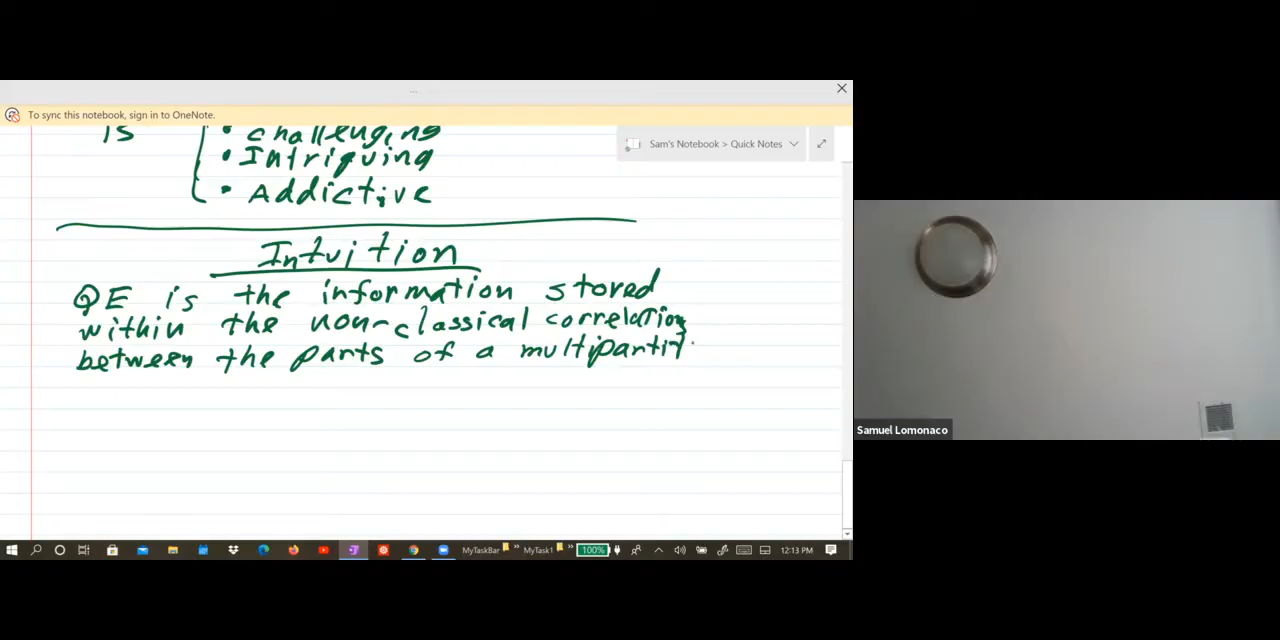 ...
To sync this notebook, sign in to OneNote.
is
• Challenging
• Intriguing
• Addictive
Sam's Notebook > Quick Notes
Intuition
QE is the information stored
within the non-classical correlations
between the parts of a multipartit
Samuel Lomonaco
MyTaskBar
MyTask1
100%
12:13 PM